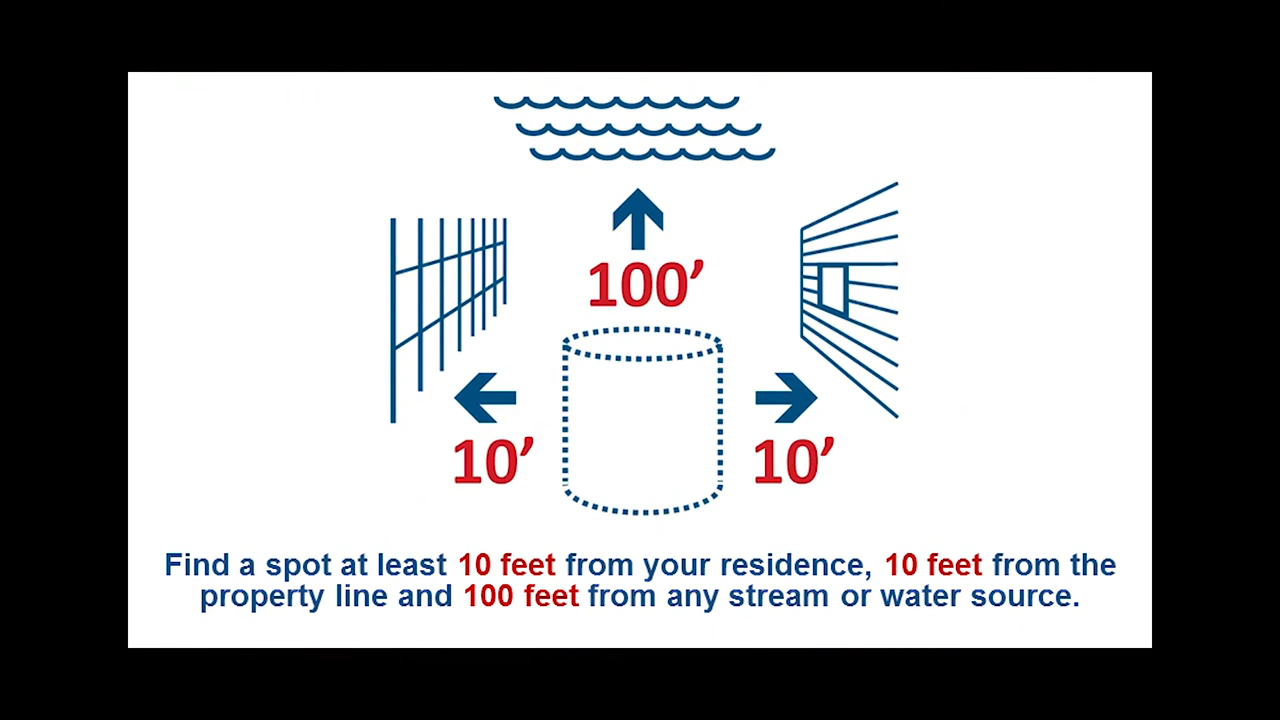 100’
10’
10’
Find a spot at least 10 feet from your residence, 10 feet from the
property line and 100 feet from any stream or water source.